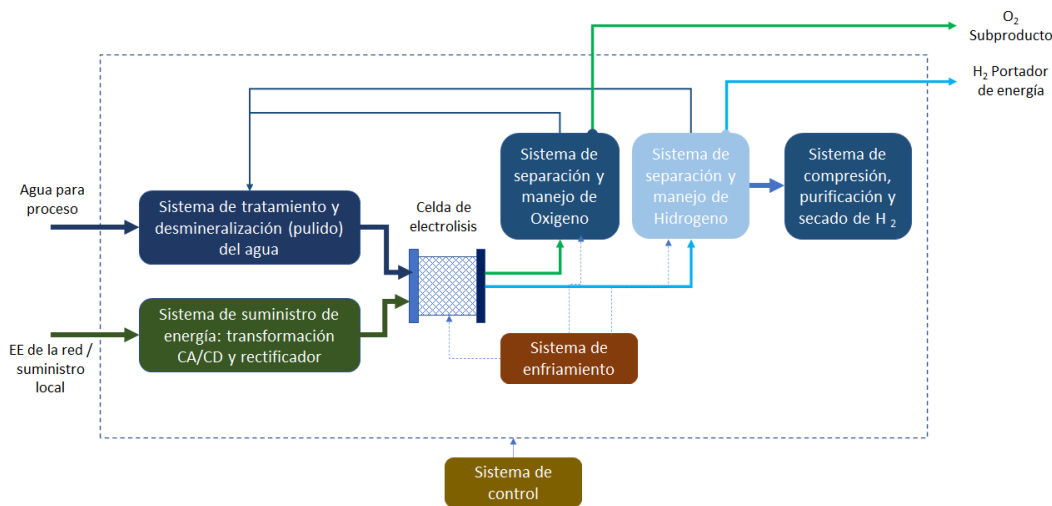 O2
Subproducto
H2 Portador
de energía
Sistema de
separación y
manejo de
Oxigeno
Sistema de
separación y
manejo de
Hidrogeno
Sistema de
compresión,
purificación y
secado de H 2
Agua para
proceso
Sistema de tratamiento y
desmineralización (pulido)
del agua
Celda de
electrolisis
EE de la red /
suministro
local
Sistema de suministro de
energía: transformación
CA/CD y rectificador
Sistema de
enfriamiento
Sistema de
control